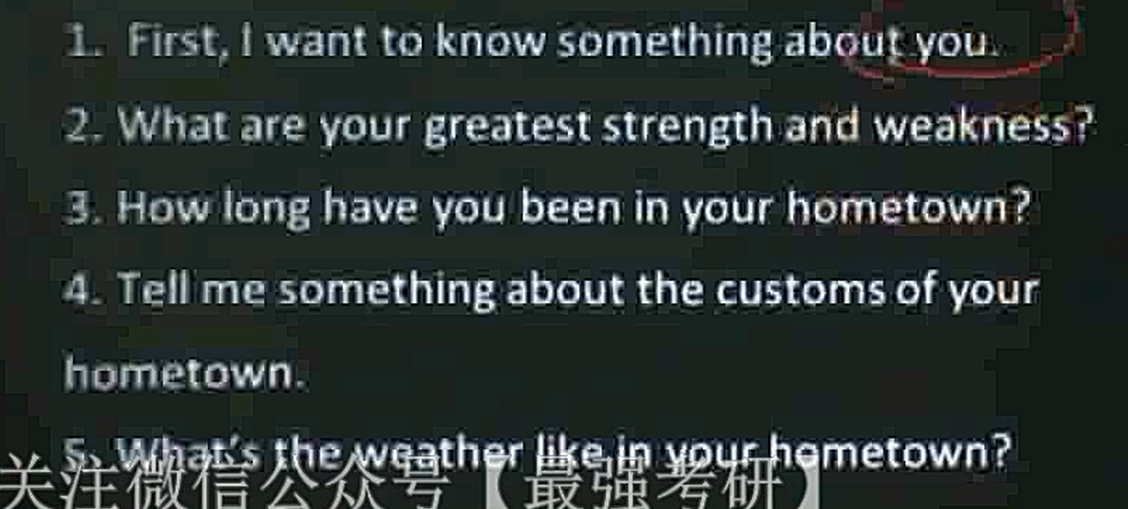 1. First, I want to know something about you.
2. What are your greatest strength and weakness?
3. How long have you been in your hometown?
4. Tell me something about the customs of your
hometown.
5. What's the weather like in your hometown?
关注微信公众号【最强考研】